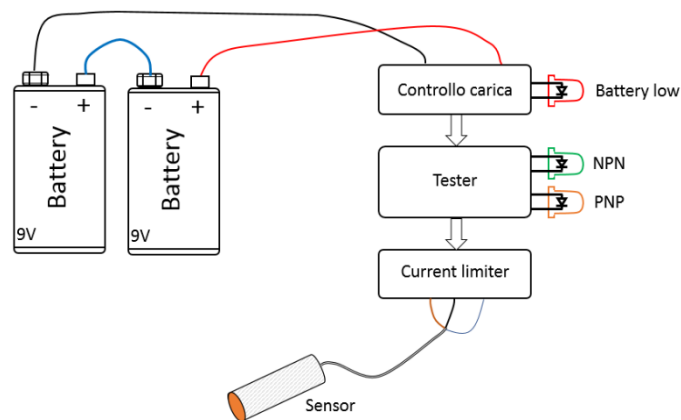 - +
Battery
9V
- +
Battery
9V
Controllo carica
Battery low
Tester
NPN
PNP
Current limiter
Sensor